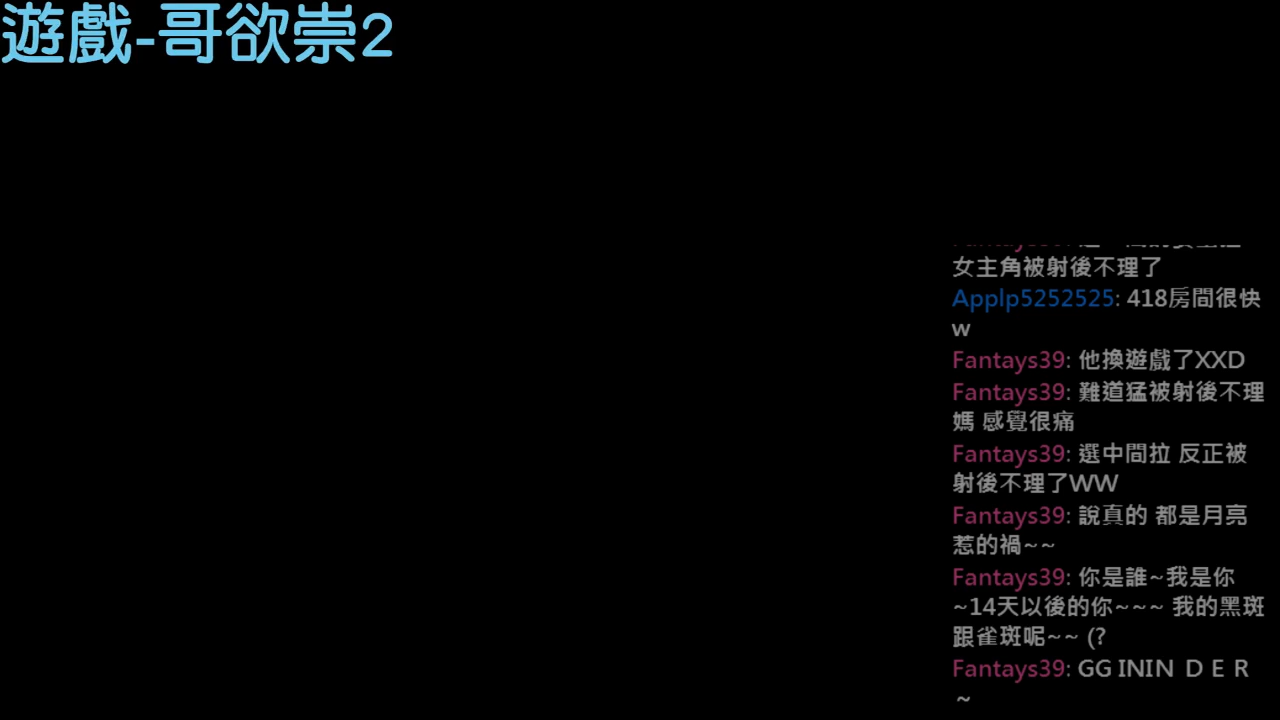 遊戲-哥欲崇2
女主角被射後不理了
Applp5252525: 418房間很快
w
Fantays39: 他換遊戲了XXD
Fantays39: 難道猛被射後不理
媽 感覺很痛
Fantays39: 選中間拉 反正被
射後不理了WW
Fantays39: 說真的 都是月亮
惹的禍~~
Fantays39: 你是誰~我是你
~14天以後的你~~~ 我的黑斑
跟雀斑呢~~ (?
Fantays39: GG ININ D E R
~